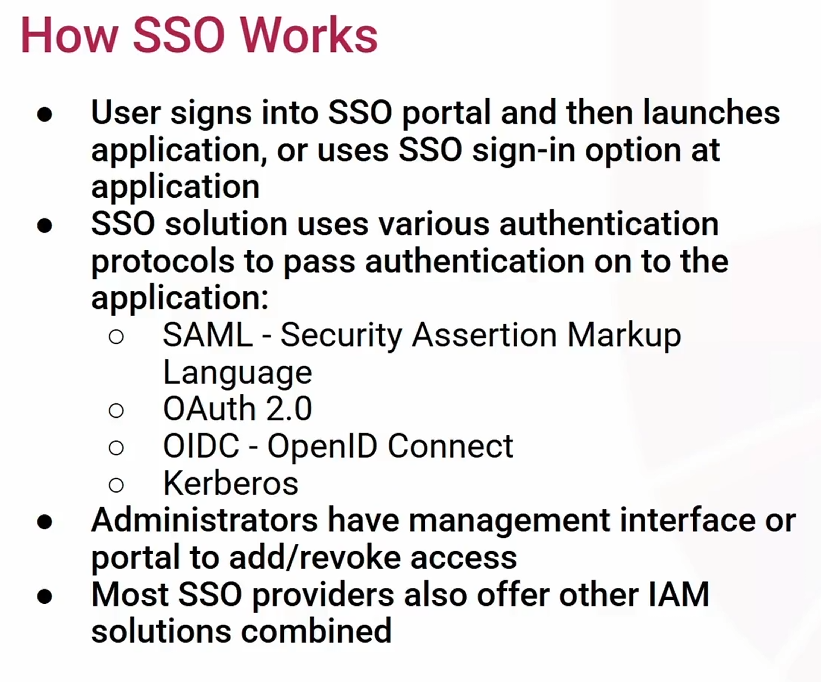 How SSO Works
● User signs into SSO portal and then launches
application, or uses SSO sign-in option at
application
● SSO solution uses various authentication
protocols to pass authentication on to the
application:
○ SAML - Security Assertion Markup
Language
○ OAuth 2.0
○ OIDC - OpenID Connect
○ Kerberos
● Administrators have management interface or
portal to add/revoke access
● Most SSO providers also offer other IAM
solutions combined